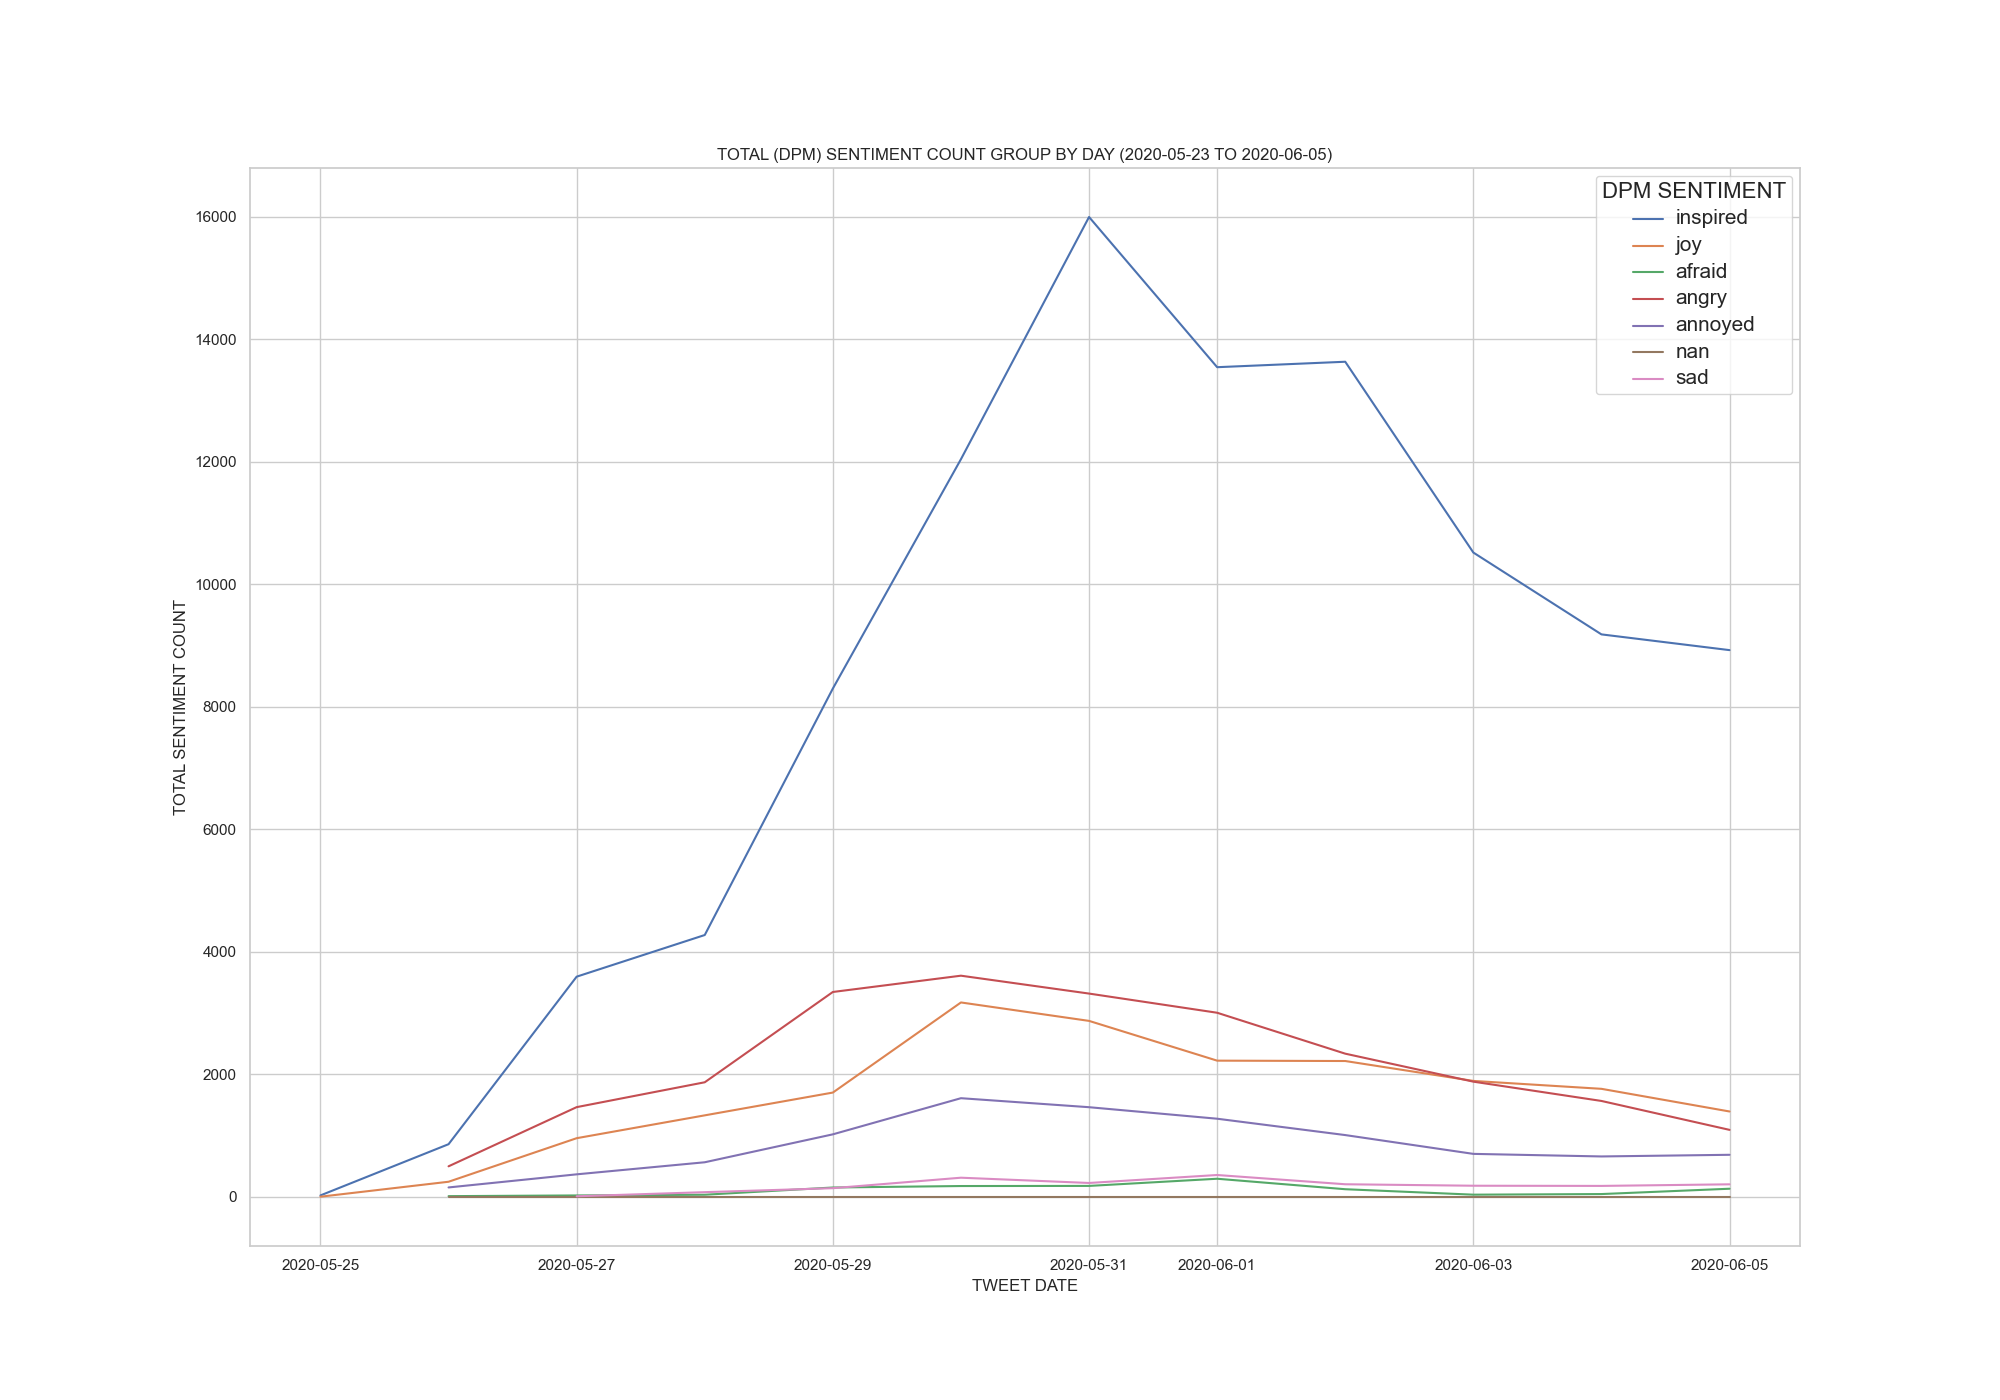 TOTAL (DPM) SENTIMENT COUNT GROUP BY DAY (2020-05-23 TO 2020-06-05)
DPM SENTIMENT
inspired
joy
afraid
angry
annoyed
nan
sad
16000
14000
12000
10000
8000
6000
4000
2000
0
TOTAL SENTIMENT COUNT
2020-05-25 2020-05-27 2020-05-29 2020-05-31 2020-06-01 2020-06-03 2020-06-05
TWEET DATE